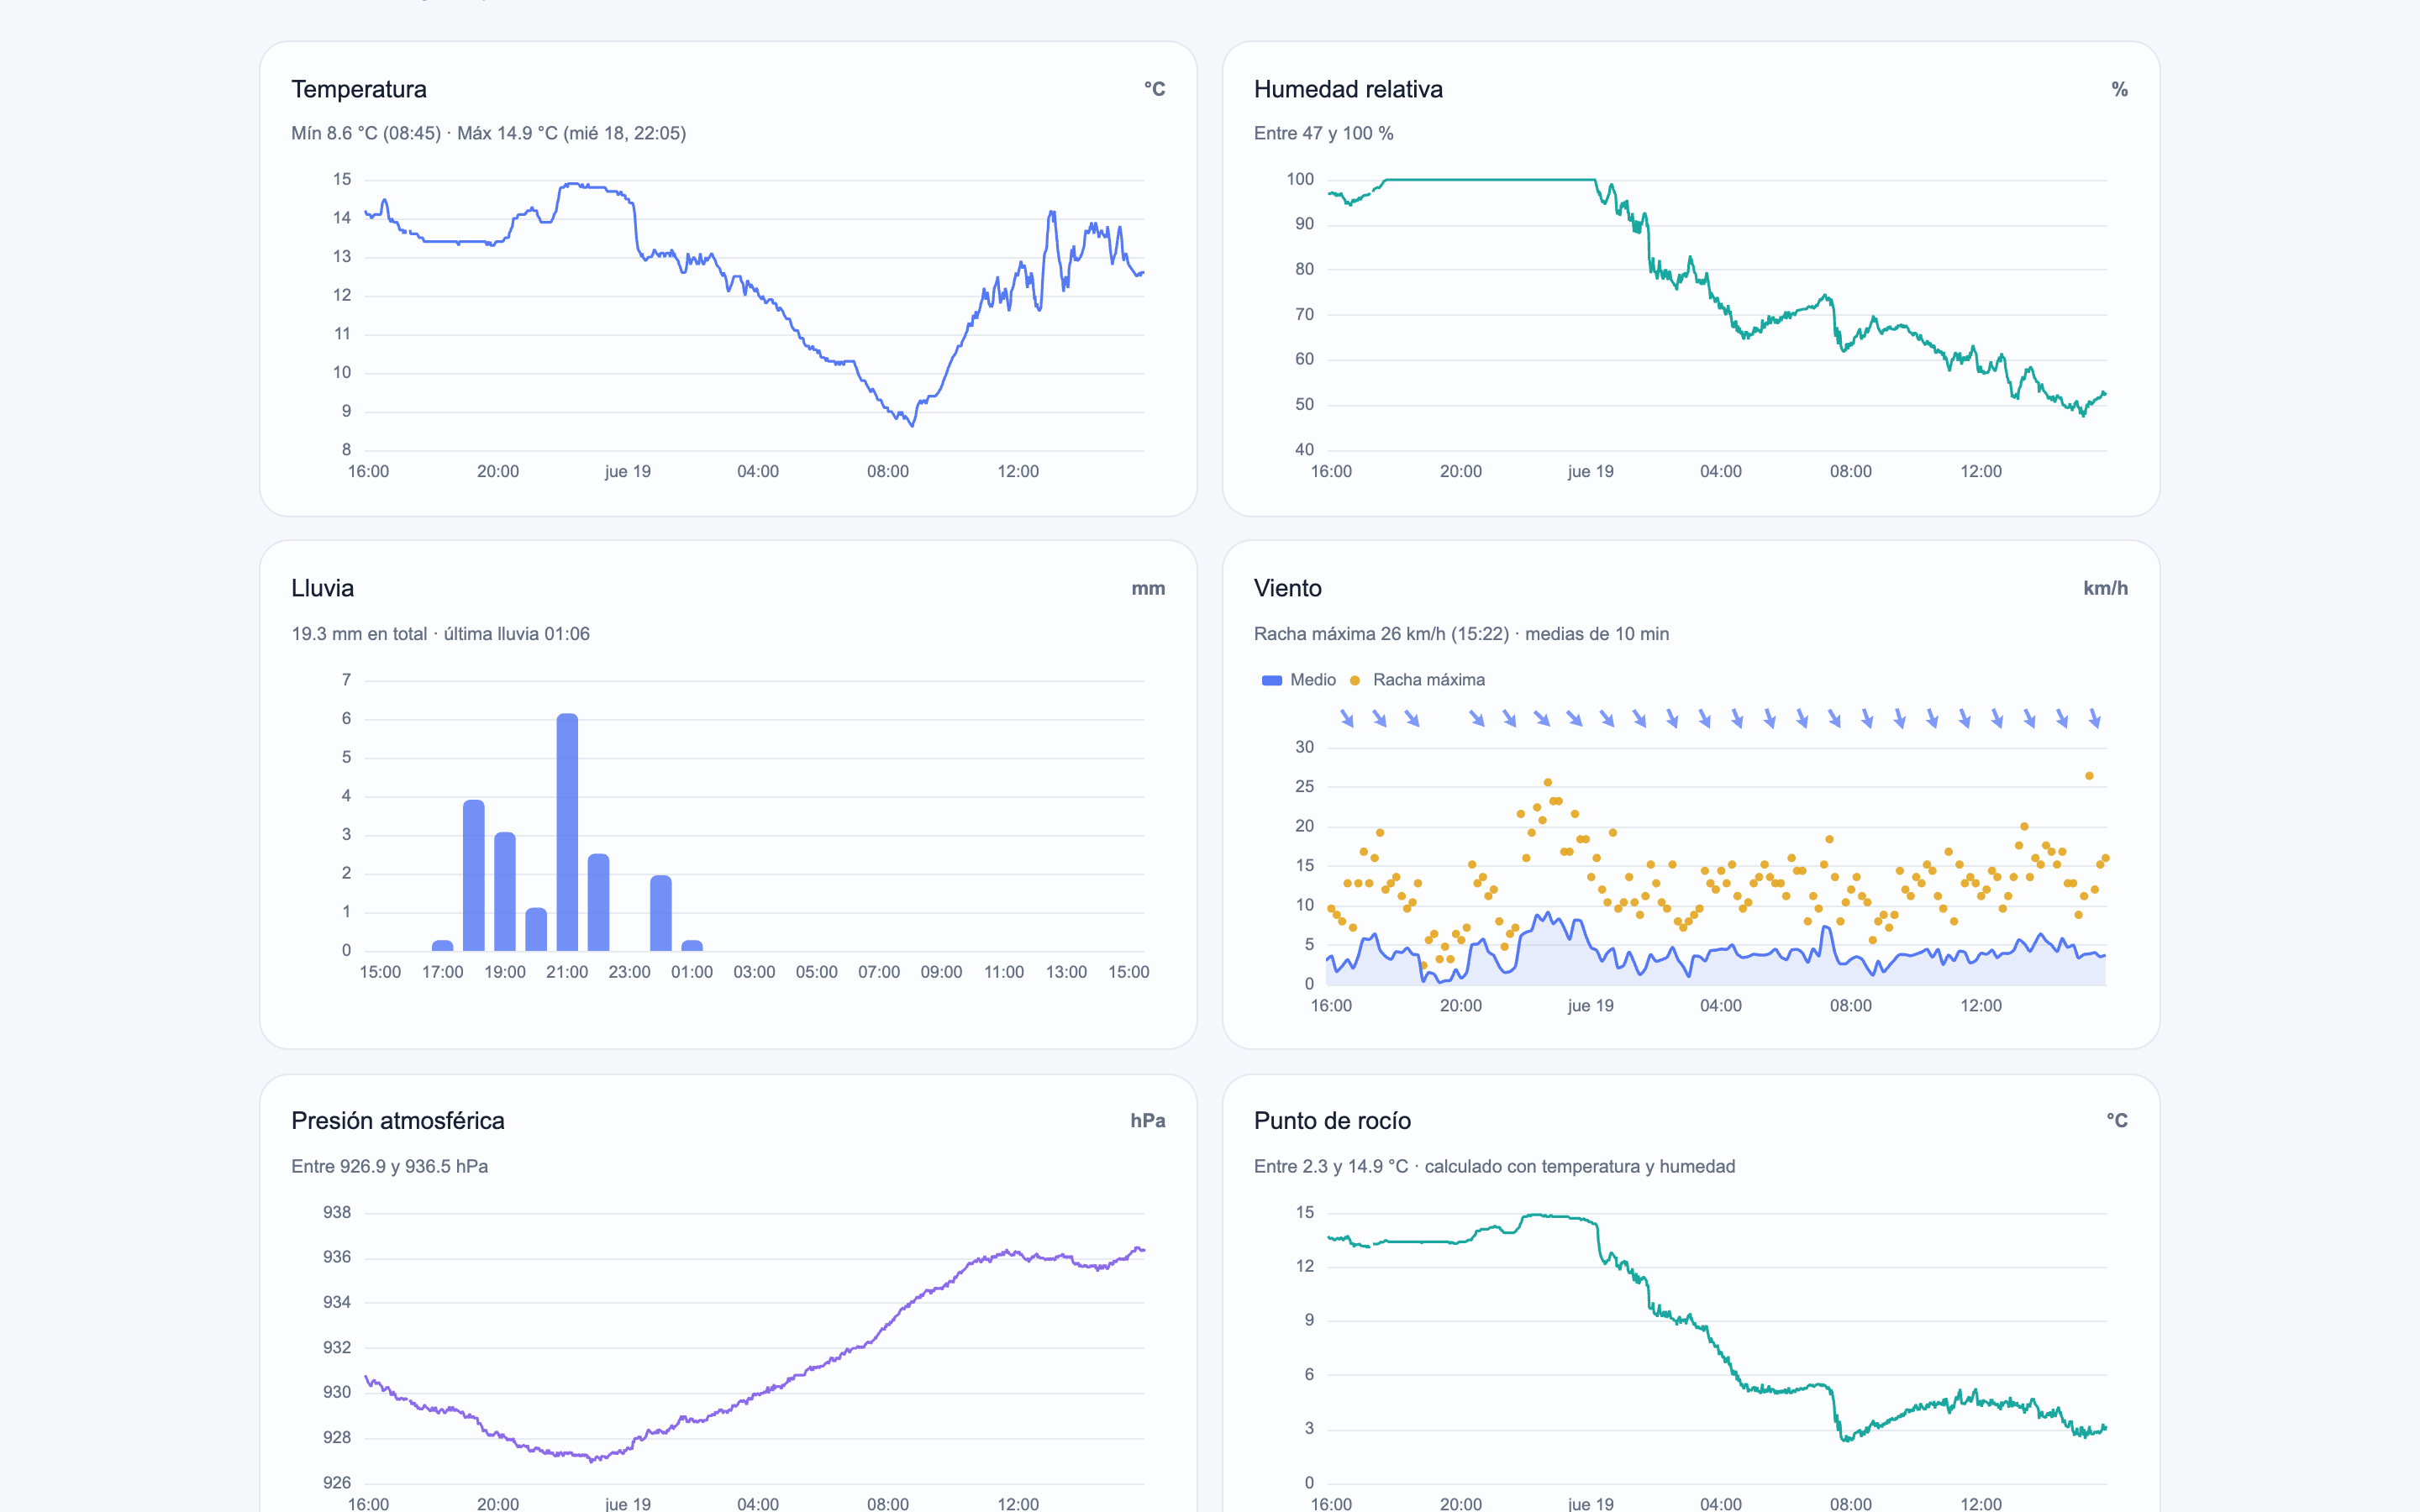 Temperatura
°C
Mín 8.6 °C (08:45) · Máx 14.9 °C (mié 18, 22:05)
15
14
13
12
11
10
9
8
16:00 20:00 jue 19 04:00 08:00 12:00
Humedad relativa
%
Entre 47 y 100 %
100
90
80
70
60
50
40
16:00 20:00 jue 19 04:00 08:00 12:00
Lluvia
mm
19.3 mm en total · última lluvia 01:06
7
6
5
4
3
2
1
0
15:00 17:00 19:00 21:00 23:00 01:00 03:00 05:00 07:00 09:00 11:00 13:00 15:00
Viento
km/h
Racha máxima 26 km/h (15:22) · medias de 10 min
Medio Racha máxima
30
25
20
15
10
5
0
16:00 20:00 jue 19 04:00 08:00 12:00
Presión atmosférica
hPa
Entre 926.9 y 936.5 hPa
938
936
934
932
930
928
926
16:00 20:00 jue 19 04:00 08:00 12:00
Punto de rocío
°C
Entre 2.3 y 14.9 °C · calculado con temperatura y humedad
15
12
9
6
3
0
16:00 20:00 jue 19 04:00 08:00 12:00